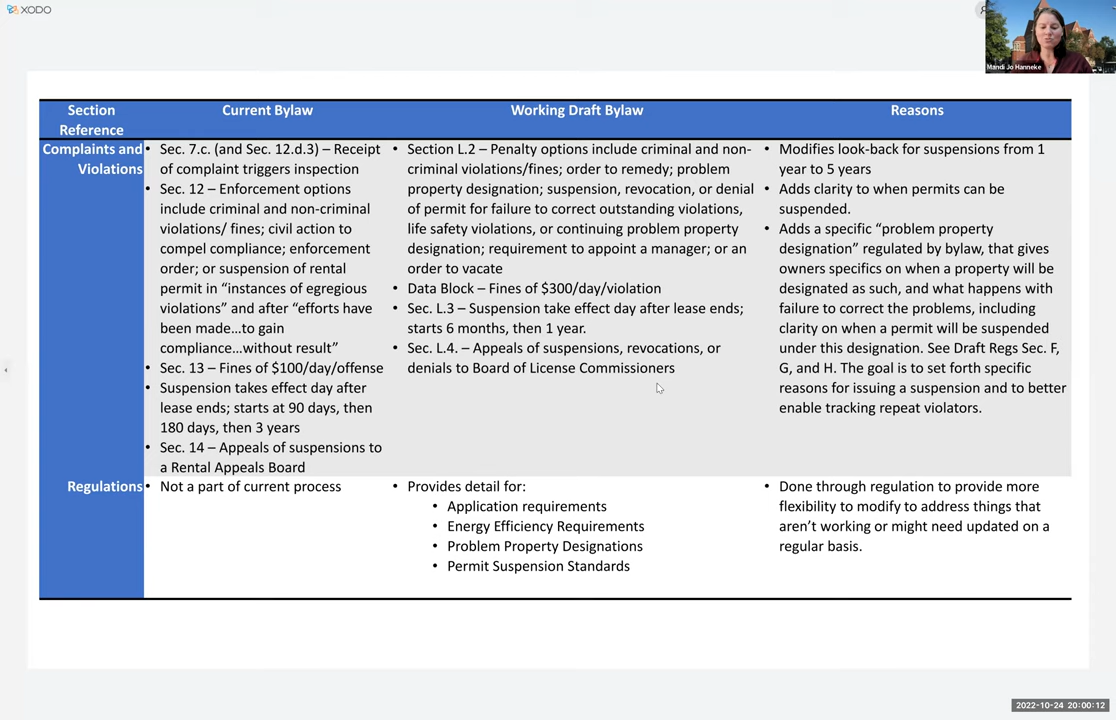 XODO
Mandi Jo Hanneke
Section
Reference
Current Bylaw
Working Draft Bylaw
Reasons
Complaints and
Violations
• Sec. 7.c. (and Sec. 12.d.3) – Receipt
of complaint triggers inspection
• Sec. 12 – Enforcement options
include criminal and non-criminal
violations/ fines; civil action to
compel compliance; enforcement
order; or suspension of rental
permit in “instances of egregious
violations” and after “efforts have
been made…to gain
compliance…without result”
• Sec. 13 – Fines of $100/day/offense
• Suspension takes effect day after
lease ends; starts at 90 days, then
180 days, then 3 years
• Sec. 14 – Appeals of suspensions to
a Rental Appeals Board
• Section L.2 – Penalty options include criminal and non-
criminal violations/fines; order to remedy; problem
property designation; suspension, revocation, or denial
of permit for failure to correct outstanding violations,
life safety violations, or continuing problem property
designation; requirement to appoint a manager; or an
order to vacate
• Data Block – Fines of $300/day/violation
• Sec. L.3 – Suspension take effect day after lease ends;
starts 6 months, then 1 year.
• Sec. L.4. – Appeals of suspensions, revocations, or
denials to Board of License Commissioners
• Modifies look-back for suspensions from 1
year to 5 years
• Adds clarity to when permits can be
suspended.
• Adds a specific “problem property
designation” regulated by bylaw, that gives
owners specifics on when a property will be
designated as such, and what happens with
failure to correct the problems, including
clarity on when a permit will be suspended
under this designation. See Draft Regs Sec. F,
G, and H. The goal is to set forth specific
reasons for issuing a suspension and to better
enable tracking repeat violators.
Regulations
• Not a part of current process
• Provides detail for:
• Application requirements
• Energy Efficiency Requirements
• Problem Property Designations
• Permit Suspension Standards
• Done through regulation to provide more
flexibility to modify to address things that
aren’t working or might need updated on a
regular basis.
2022-10-24 20:00:12